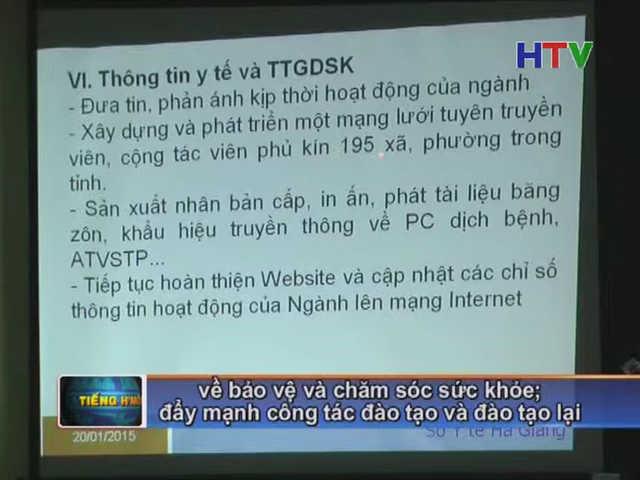 HTV
VI. Thông tin y tế và TTGDSK
- Đưa tin, phản ánh kịp thời hoạt động của ngành
- Xây dựng và phát triển một mạng lưới tuyên truyền
viên, cộng tác viên phủ kín 195 xã, phường trong
tỉnh.
- Sản xuất nhân bản cấp, in ấn, phát tài liệu băng
zôn, khẩu hiệu truyền thông về PC dịch bệnh,
ATVSTP...
- Tiếp tục hoàn thiện Website và cập nhật các chỉ số
thông tin hoạt động của Ngành lên mạng Internet
về bảo vệ và chăm sóc sức khỏe;
TIẾNG H'MÔNG
đẩy mạnh công tác đào tạo và đào tạo lại
20/01/2015
Sở Y tế Hà Giang